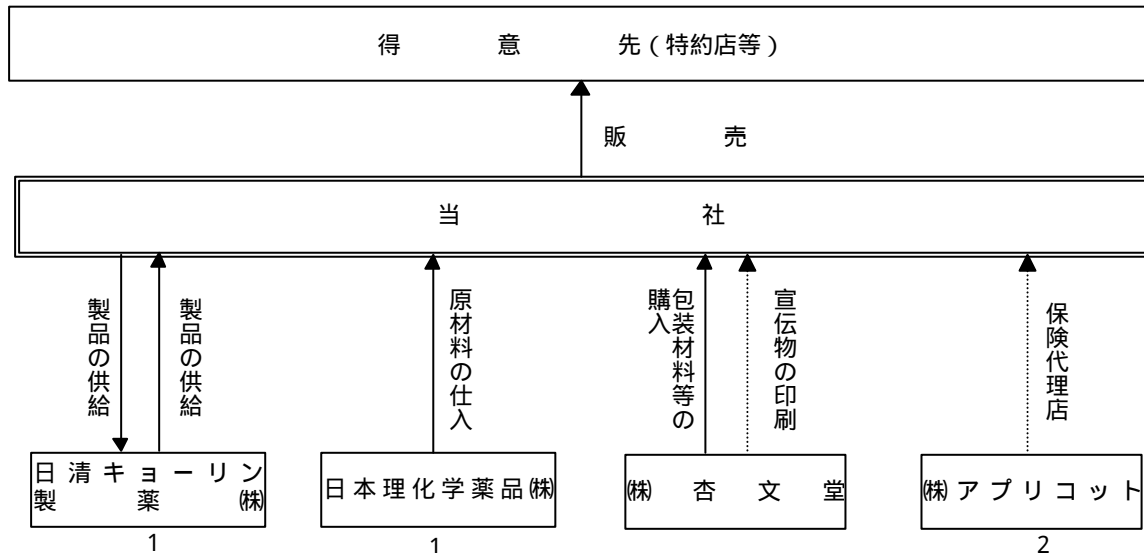 得意先(特約店等)
販売
当社
製品の供給
製品の供給
原材料の仕入
包装材料等の
購入
宣伝物の印刷
保険代理店
日清キョーリン
製薬㈱
日本理化学薬品㈱
㈱杏文堂
㈱アプリコット
1
1
2